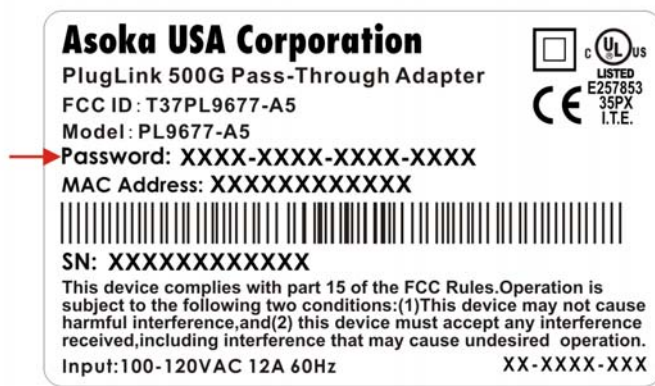 Asoka USA Corporation
PlugLink 500G Pass-Through Adapter
FCC ID: T37PL9677-A5
Model: PL9677-A5
Password: XXXX-XXXX-XXXX-XXXX
MAC Address: XXXXXXXXXXXX
SN: XXXXXXXXXXXX
This device complies with part 15 of the FCC Rules.Operation is
subject to the following two conditions:(1)This device may not cause
harmful interference,and(2) this device must accept any interference
received,including interference that may cause undesired operation.
Input:100-120VAC 12A 60Hz
XX-XXXX-XXX
C UL US
LISTED
E257853
CE
35PX
I.T.E.